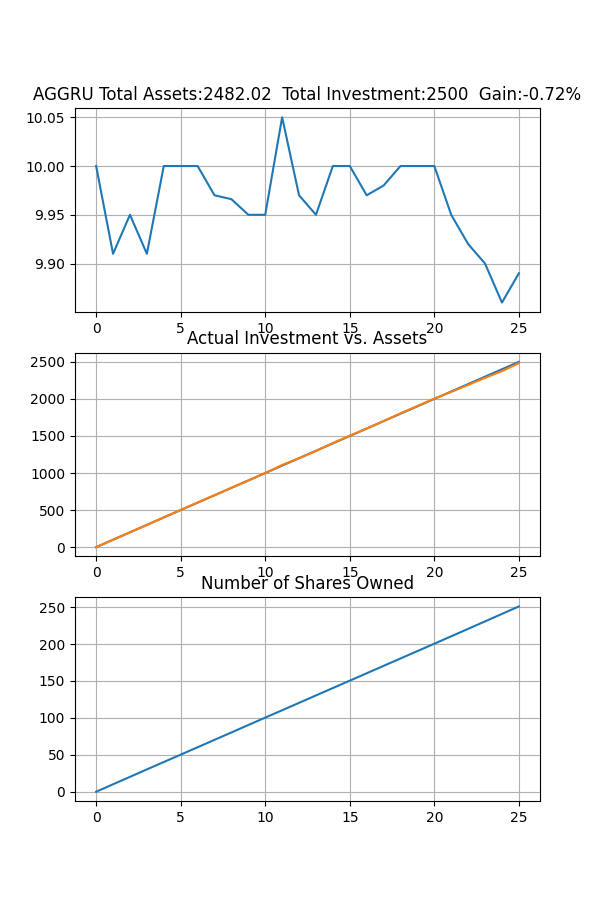 AGGRU Total Assets:2482.02  Total Investment:2500  Gain:-0.72%
10.05
10.00
9.95
9.90
0 5 10 15 20 25
Actual Investment vs. Assets
2500
2000
1500
1000
500
0
0 5 10 15 20 25
Number of Shares Owned
250
200
150
100
50
0
0 5 10 15 20 25